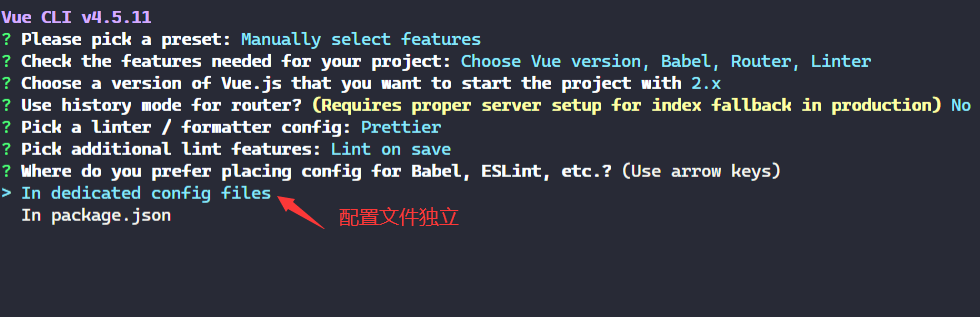 Vue CLI v4.5.11
? Please pick a preset: Manually select features
? Check the features needed for your project: Choose Vue version, Babel, Router, Linter
? Choose a version of Vue.js that you want to start the project with 2.x
? Use history mode for router? (Requires proper server setup for index fallback in production) No
? Pick a linter / formatter config: Prettier
? Pick additional lint features: Lint on save
? Where do you prefer placing config for Babel, ESLint, etc.? (Use arrow keys)
> In dedicated config files
In package.json
配置文件独立